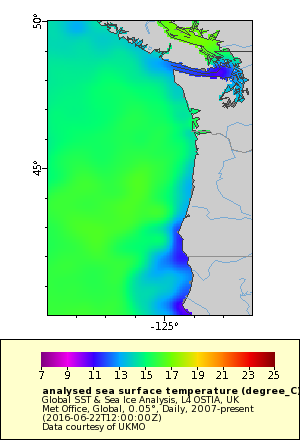 50°
45°
-125°
7 9 11 13 15 17 19 21 23 25
analysed sea surface temperature (degree_C)
Global SST & Sea Ice Analysis, L4 OSTIA, UK
Met Office, Global, 0.05°, Daily, 2007-present
(2016-06-22T12:00:00Z)
Data courtesy of UKMO